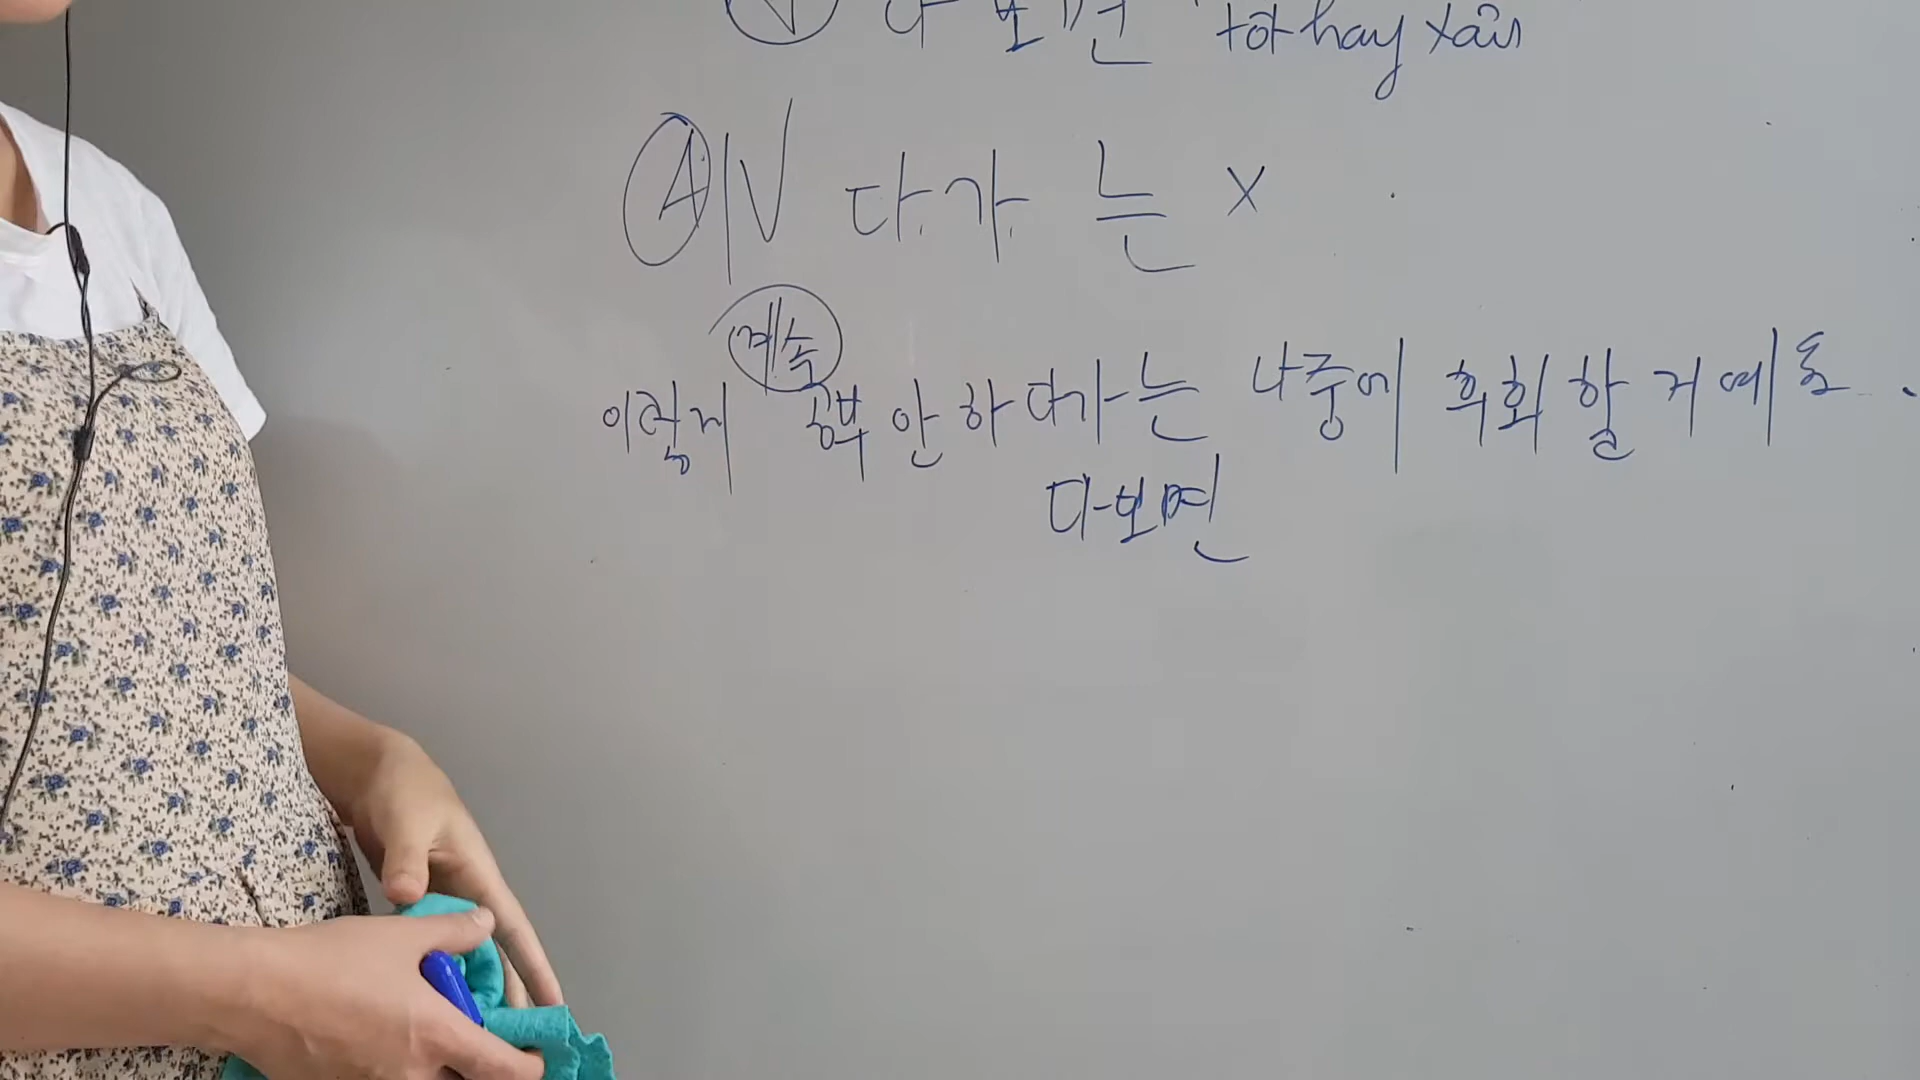 V 다 보면 tốt hay xấu
A/V 다가 는 X
계속
이렇게 공부 안 하다가는 나중에 후회할 거예요.
다보면